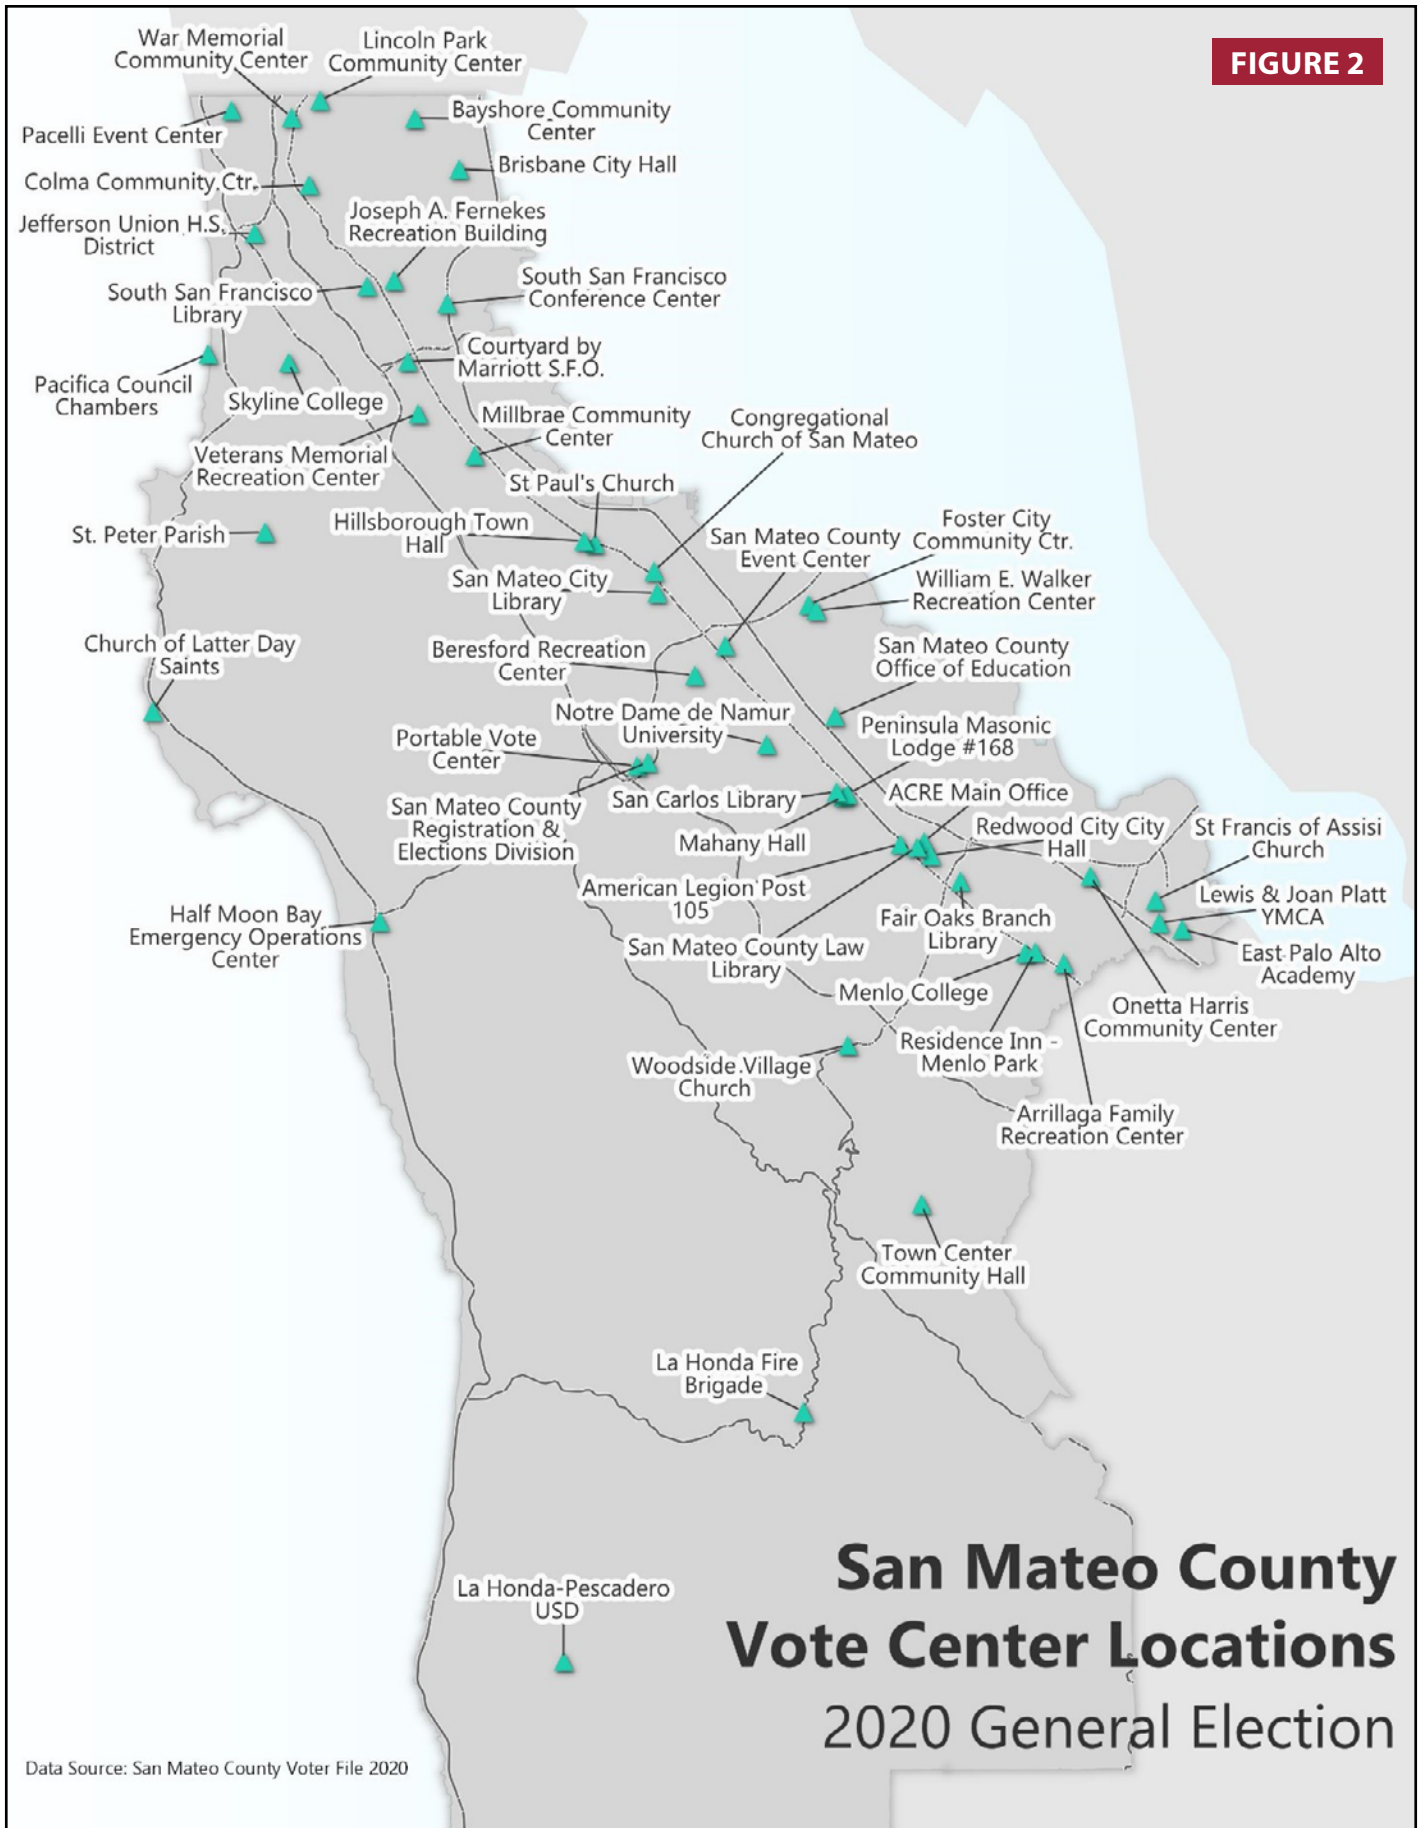 War Memorial
Community Center
Lincoln Park
Community Center
FIGURE 2
Pacelli Event Center
Bayshore Community
Center
Colma Community Ctr.
Brisbane City Hall
Jefferson Union H.S.
District
Joseph A. Fernekes
Recreation Building
South San Francisco
Library
South San Francisco
Conference Center
Pacifica Council
Chambers
Skyline College
Courtyard by
Marriott S.F.O.
Veterans Memorial
Recreation Center
Millbrae Community
Center
Congregational
Church of San Mateo
St Paul's Church
St. Peter Parish
Hillsborough Town
Hall
San Mateo County
Event Center
Foster City
Community Ctr.
San Mateo City
Library
William E. Walker
Recreation Center
Church of Latter Day
Saints
Beresford Recreation
Center
San Mateo County
Office of Education
Notre Dame de Namur
University
Portable Vote
Center
Peninsula Masonic
Lodge #168
San Mateo County
Registration &
Elections Division
San Carlos Library
ACRE Main Office
Mahany Hall
Redwood City City
Hall
St Francis of Assisi
Church
American Legion Post
105
Lewis & Joan Platt
YMCA
Half Moon Bay
Emergency Operations
Center
San Mateo County Law
Library
Fair Oaks Branch
Library
East Palo Alto
Academy
Menlo College
Onetta Harris
Community Center
Woodside Village
Church
Residence Inn -
Menlo Park
Arrillaga Family
Recreation Center
Town Center
Community Hall
La Honda Fire
Brigade
La Honda-Pescadero
USD
San Mateo County
Vote Center Locations
2020 General Election
Data Source: San Mateo County Voter File 2020